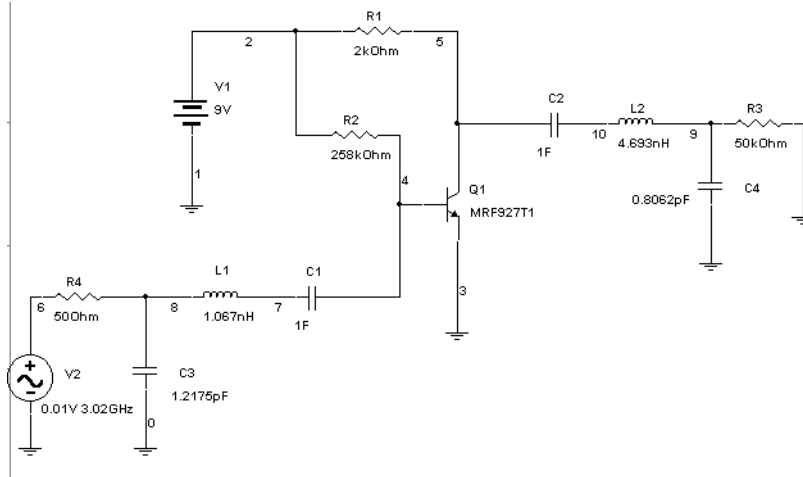 R1
2
5
2kOhm
V1
9V
R2
258kOhm
C2
L2
R3
10
9
1F
4.693nH
50kOhm
1
4
Q1
MRF927T1
0.8062pF
C4
L1
C1
R4
3
6
8
7
50Ohm
1.067nH
1F
V2
C3
1.2175pF
0.01V 3.02GHz
0